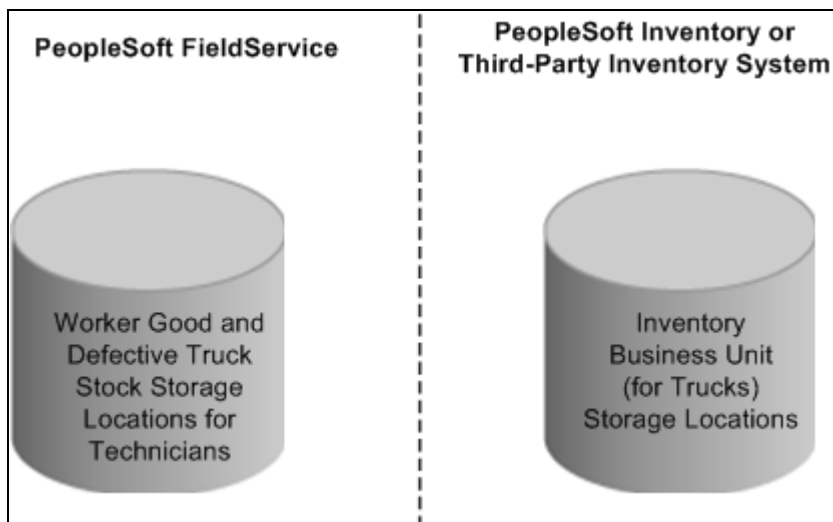 PeopleSoft FieldService
PeopleSoft Inventory or
Third-Party Inventory System
Worker Good and
Defective Truck
Stock Storage
Locations for
Technicians
Inventory
Business Unit
(for Trucks)
Storage Locations